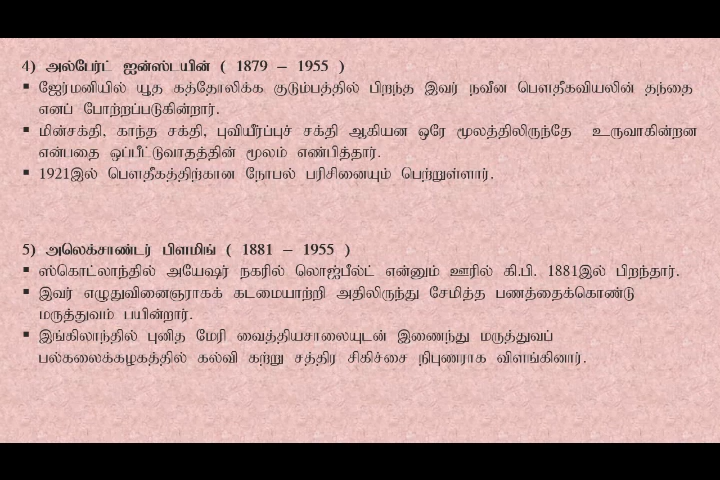 4) அல்பேர்ட் ஐன்ஸ்டயின் ( 1879 – 1955 )
▪ ஜேர்மனியில் யூத கத்தோலிக்க குடும்பத்தில் பிறந்த இவர் நவீன பௌதீகவியலின் தந்தை
எனப் போற்றப்படுகின்றார்.
▪ மின்சக்தி, காந்த சக்தி, புவியீர்ப்புச் சக்தி ஆகியன ஒரே மூலத்திலிருந்தே உருவாகின்றன
என்பதை ஒப்பீட்டுவாதத்தின் மூலம் எண்பித்தார்.
▪ 1921இல் பௌதீகத்திற்கான நோபல் பரிசினையும் பெற்றுள்ளார்.
5) அலெக்சாண்டர் பிளமிங் ( 1881 – 1955 )
▪ ஸ்கொட்லாந்தில் அயேஷர் நகரில் லொஜ்பீல்ட் என்னும் ஊரில் கி.பி. 1881இல் பிறந்தார்.
▪ இவர் எழுதுவினைஞராகக் கடமையாற்றி அதிலிருந்து சேமித்த பணத்தைக்கொண்டு
மருத்துவம் பயின்றார்.
▪ இங்கிலாந்தில் புனித மேரி வைத்தியசாலையுடன் இணைந்து மருத்துவப்
பல்கலைக்கழகத்தில் கல்வி கற்று சத்திர சிகிச்சை நிபுணராக விளங்கினார்.